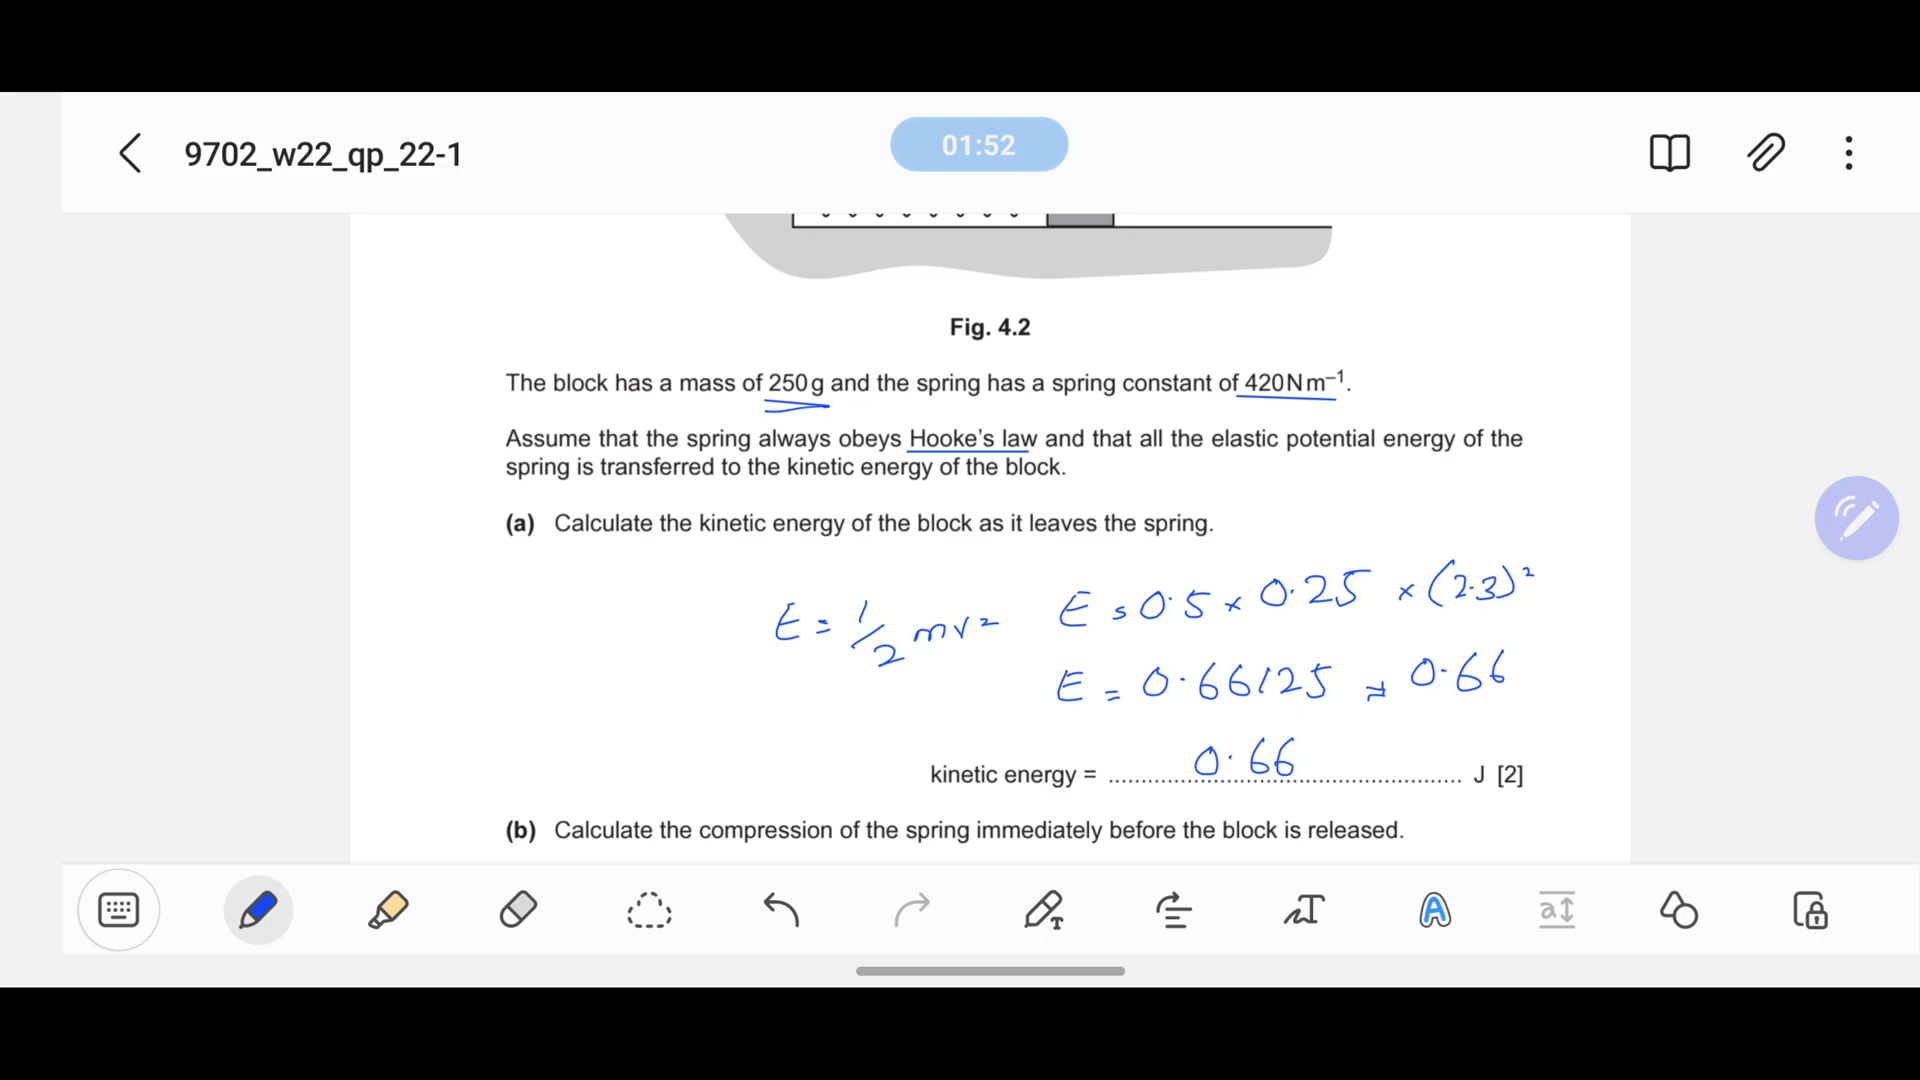 9702_w22_qp_22-1
01:52
Fig. 4.2
The block has a mass of 250 g and the spring has a spring constant of 420 N m⁻¹.
Assume that the spring always obeys Hooke's law and that all the elastic potential energy of the
spring is transferred to the kinetic energy of the block.
(a) Calculate the kinetic energy of the block as it leaves the spring.
E = 1/2 mv²
E = 0.5 × 0.25 × (2.3)²
E = 0.66125 = 0.66
kinetic energy = 0.66 J [2]
(b) Calculate the compression of the spring immediately before the block is released.